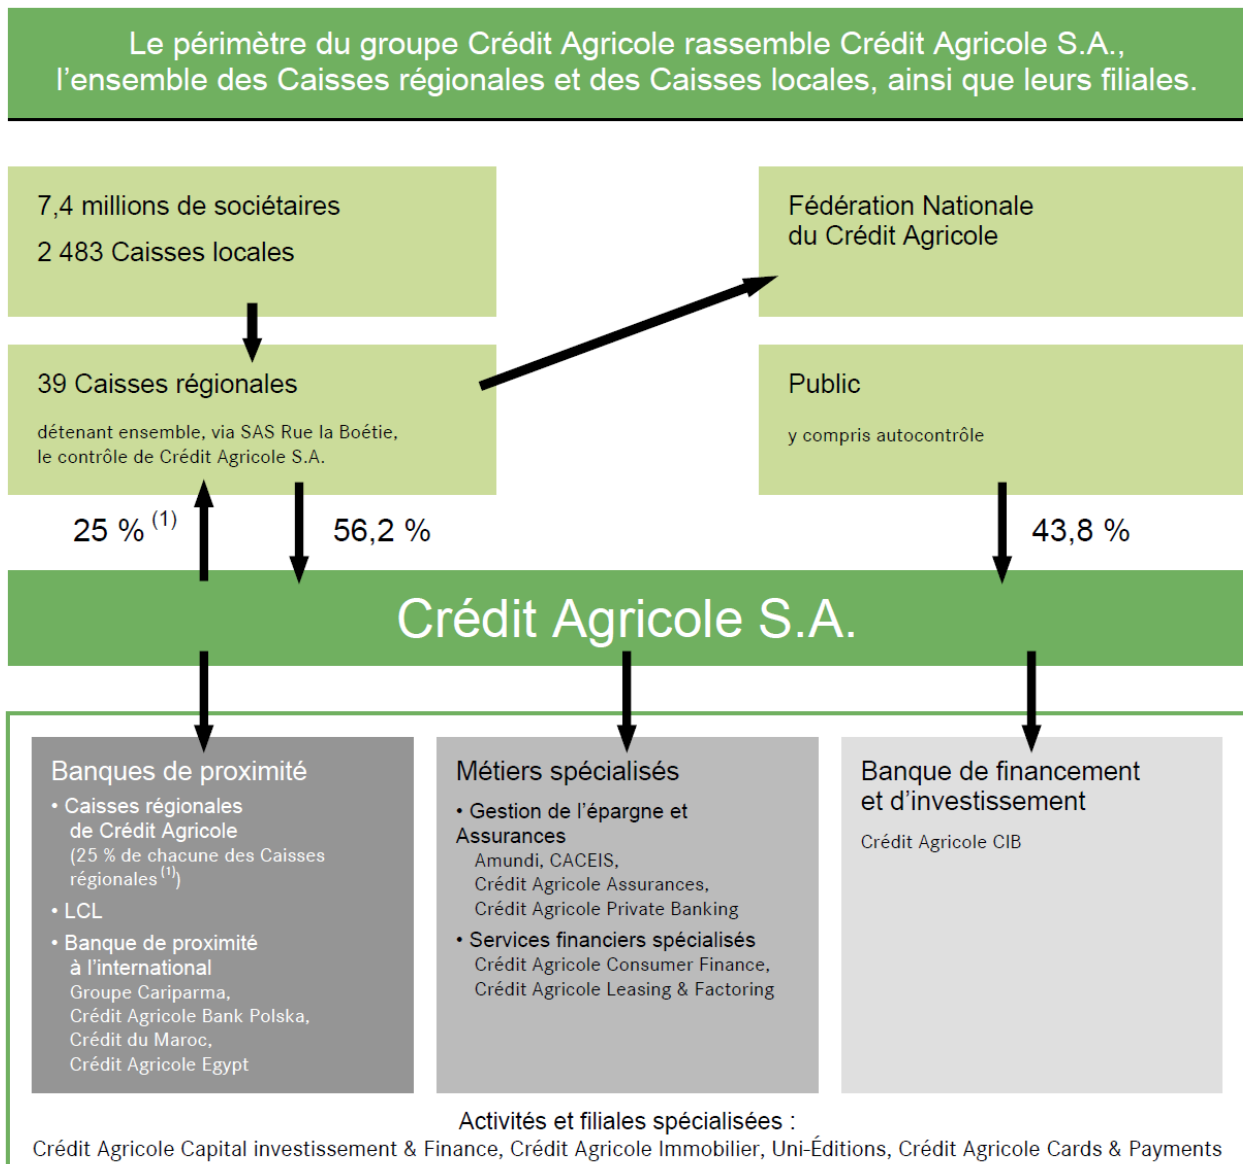 Le périmètre du groupe Crédit Agricole rassemble Crédit Agricole S.A.,
l’ensemble des Caisses régionales et des Caisses locales, ainsi que leurs filiales.
7,4 millions de sociétaires
2 483 Caisses locales
Fédération Nationale
du Crédit Agricole
39 Caisses régionales
détenant ensemble, via SAS Rue la Boétie,
le contrôle de Crédit Agricole S.A.
Public
y compris autocontrôle
25 % (1)
56,2 %
43,8 %
Crédit Agricole S.A.
Banques de proximité
• Caisses régionales
de Crédit Agricole
(25 % de chacune des Caisses
régionales (1))
• LCL
• Banque de proximité
à l’international
Groupe Cariparma,
Crédit Agricole Bank Polska,
Crédit du Maroc,
Crédit Agricole Egypt
Métiers spécialisés
• Gestion de l’épargne et
Assurances
Amundi, CACEIS,
Crédit Agricole Assurances,
Crédit Agricole Private Banking
• Services financiers spécialisés
Crédit Agricole Consumer Finance,
Crédit Agricole Leasing & Factoring
Banque de financement
et d’investissement
Crédit Agricole CIB
Activités et filiales spécialisées :
Crédit Agricole Capital investissement & Finance, Crédit Agricole Immobilier, Uni-Éditions, Crédit Agricole Cards & Payments